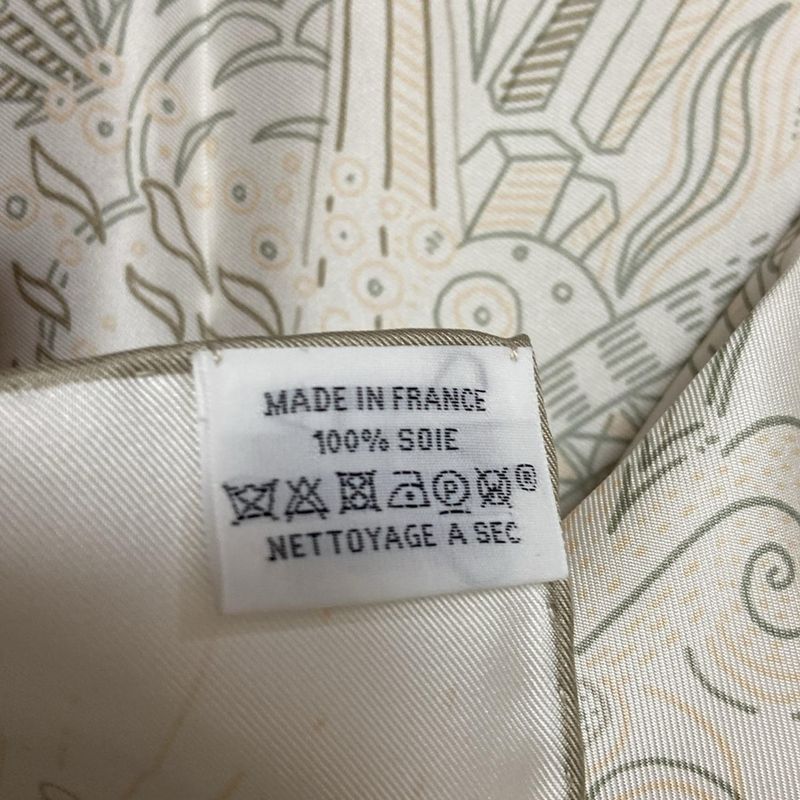 MADE IN FRANCE
100% SOIE
P W ®
NETTOYAGE A SEC